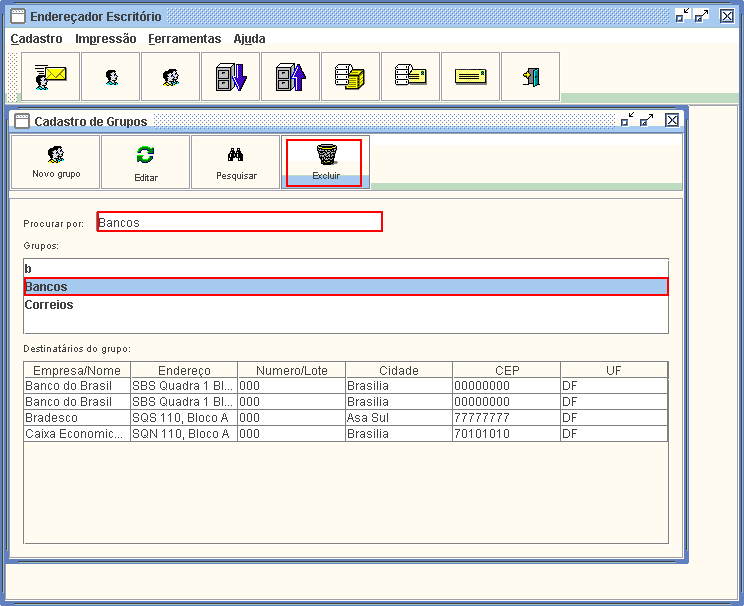 Endereçador Escritório
Cadastro Impressão Ferramentas Ajuda
Cadastro de Grupos
Novo grupo Editar Pesquisar Excluir
Procurar por: Bancos
Grupos:
b
Bancos
Correios
Destinatários do grupo:
Empresa/Nome Endereço Numero/Lote Cidade CEP UF
Banco do Brasil SBS Quadra 1 Bl... 000 Brasilia 00000000 DF
Banco do Brasil SBS Quadra 1 Bl... 000 Brasilia 00000000 DF
Bradesco SQS 110, Bloco A 000 Asa Sul 77777777 DF
Caixa Economic... SQN 110, Bloco A 000 Brasilia 70101010 DF